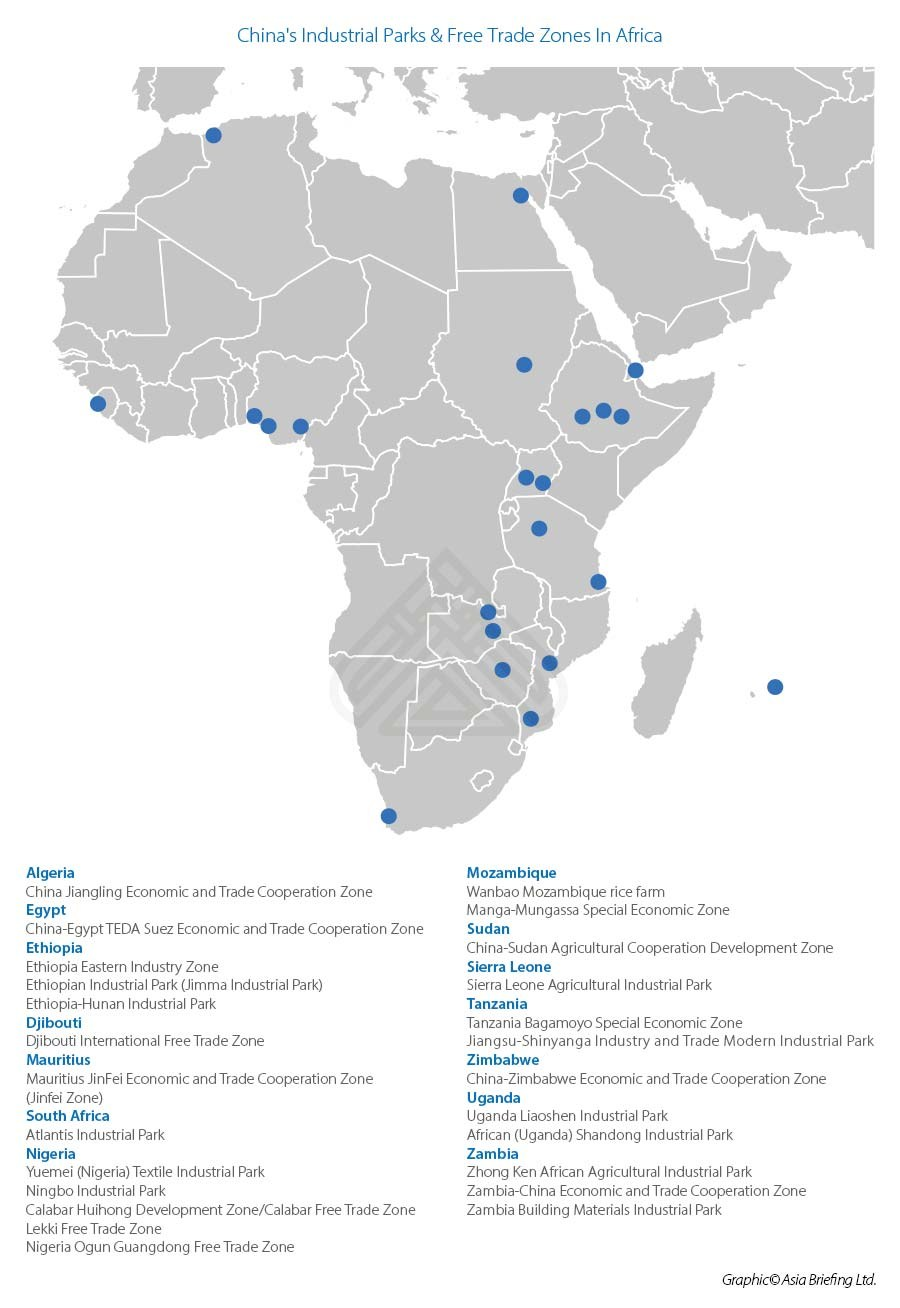 China's Industrial Parks & Free Trade Zones In Africa
Algeria
China Jiangling Economic and Trade Cooperation Zone
Egypt
China-Egypt TEDA Suez Economic and Trade Cooperation Zone
Ethiopia
Ethiopia Eastern Industry Zone
Ethiopian Industrial Park (Jimma Industrial Park)
Ethiopia-Hunan Industrial Park
Djibouti
Djibouti International Free Trade Zone
Mauritius
Mauritius JinFei Economic and Trade Cooperation Zone
(Jinfei Zone)
South Africa
Atlantis Industrial Park
Nigeria
Yuemei (Nigeria) Textile Industrial Park
Ningbo Industrial Park
Calabar Huihong Development Zone/Calabar Free Trade Zone
Lekki Free Trade Zone
Nigeria Ogun Guangdong Free Trade Zone
Mozambique
Wanbao Mozambique rice farm
Manga-Mungassa Special Economic Zone
Sudan
China-Sudan Agricultural Cooperation Development Zone
Sierra Leone
Sierra Leone Agricultural Industrial Park
Tanzania
Tanzania Bagamoyo Special Economic Zone
Jiangsu-Shinyanga Industry and Trade Modern Industrial Park
Zimbabwe
China-Zimbabwe Economic and Trade Cooperation Zone
Uganda
Uganda Liaoshen Industrial Park
African (Uganda) Shandong Industrial Park
Zambia
Zhong Ken African Agricultural Industrial Park
Zambia-China Economic and Trade Cooperation Zone
Zambia Building Materials Industrial Park
Graphic© Asia Briefing Ltd.